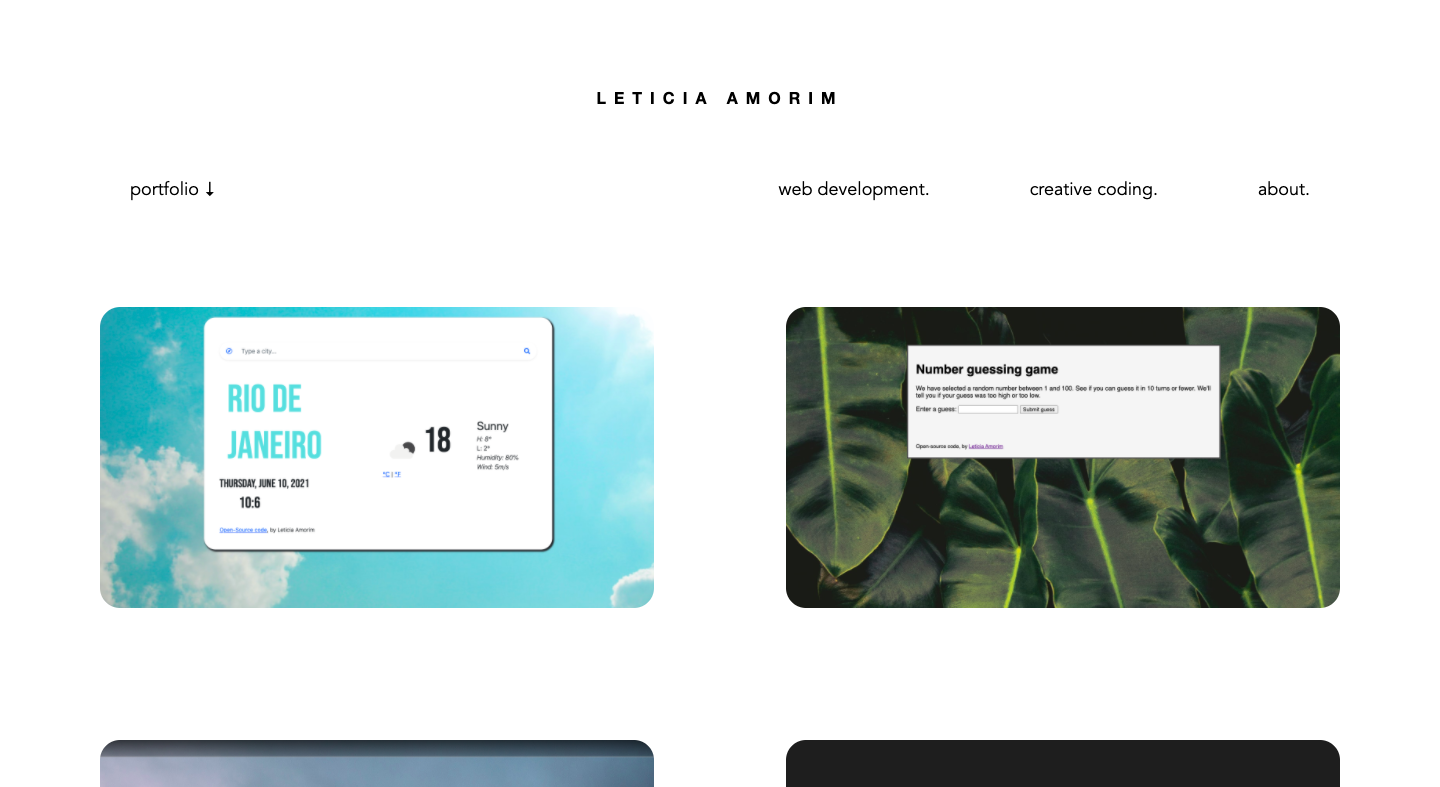 LETICIA AMORIM
portfolio ↓
web development.
creative coding.
about.
Type a city...
RIO DE
JANEIRO
18
Sunny
H: 8°
L: 2°
Humidity: 80%
Wind: 5m/s
°C | °F
THURSDAY, JUNE 10, 2021
10:6
Open-Source code, by Leticia Amorim
Number guessing game
We have selected a random number between 1 and 100. See if you can guess it in 10 turns or fewer. We'll
tell you if your guess was too high or too low.
Enter a guess: Submit guess
Open-source code, by Leticia Amorim